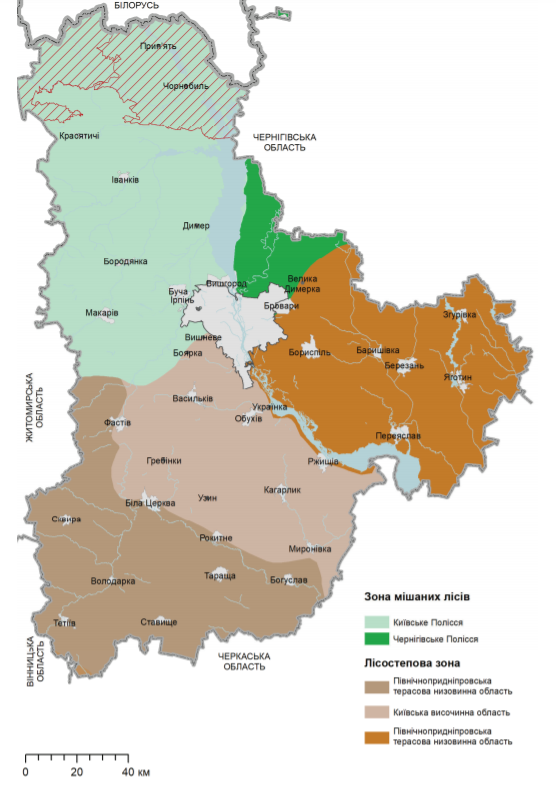 БІЛОРУСЬ
Прип'ять
Чорнобиль
Красятичі
ЧЕРНІГІВСЬКА
ОБЛАСТЬ
Іванків
Димер
Бородянка
Велика
Димерка
Вишгород
Буча
Ірпінь
Бровари
Макарів
Згурівка
Вишневе
Боярка
Бориспіль
Баришівка
Березань
Яготин
ЖИТОМИРСЬКА
ОБЛАСТЬ
Васильків
Українка
Обухів
Фастів
Переяслав
Гребінки
Ржищів
Кагарлик
Узин
Біла Церква
Сквира
Рокитне
Миронівка
Володарка
Тараща
Богуслав
Тетіїв
Ставище
ВІННИЦЬКА
ОБЛАСТЬ
ЧЕРКАСЬКА
ОБЛАСТЬ
Зона мішаних лісів
Київське Полісся
Чернігівське Полісся
Лісостепова зона
Північнопридніпровська
терасова низовинна область
Київська височинна область
Північнопридніпровська
терасова низовинна область
0 20 40 км